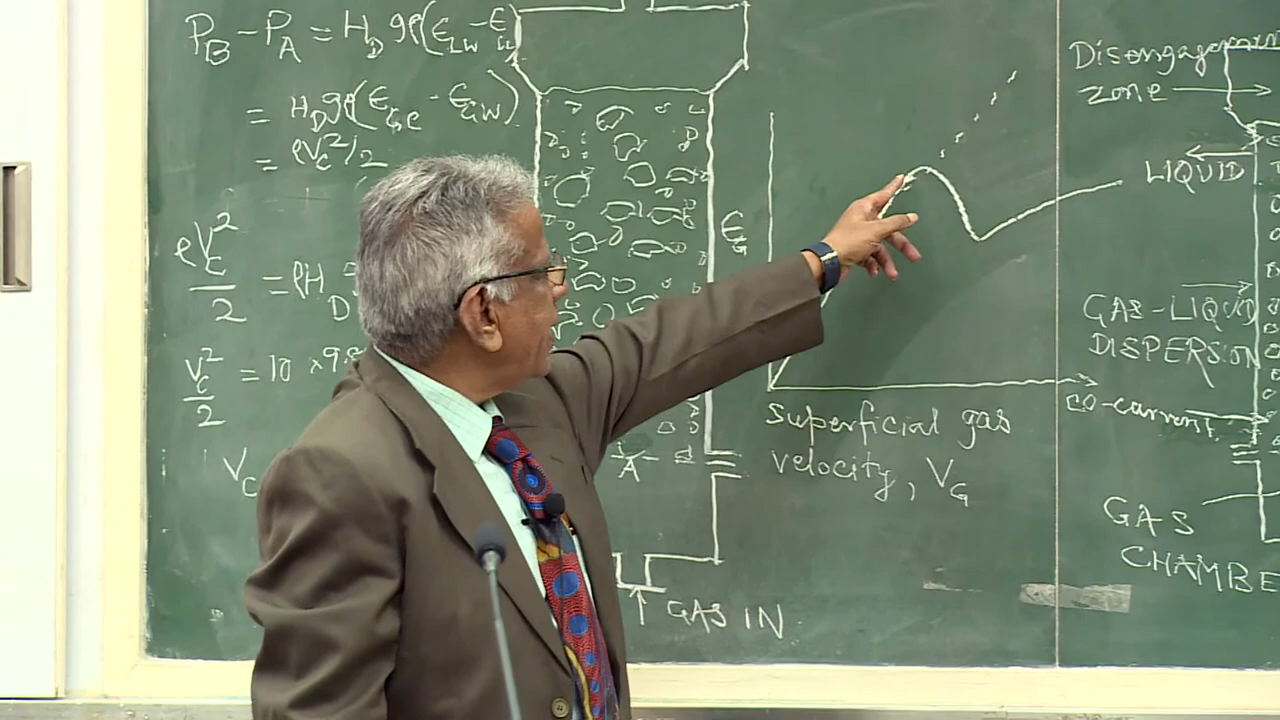 P_B - P_A = H_D gρ(ε_LW - ε
= H_D gρ(ε_GC - ε_GW)
= ρV_C²/2
ρV_C²/2 = ρH_D
V_C²/2 = 10 × 9.8
V_C
ε_G
A
GAS IN
superficial gas
velocity, V_G
Disengagement
zone
LIQUID
GAS-LIQUID
DISPERSION
co-current
GAS
CHAMBE